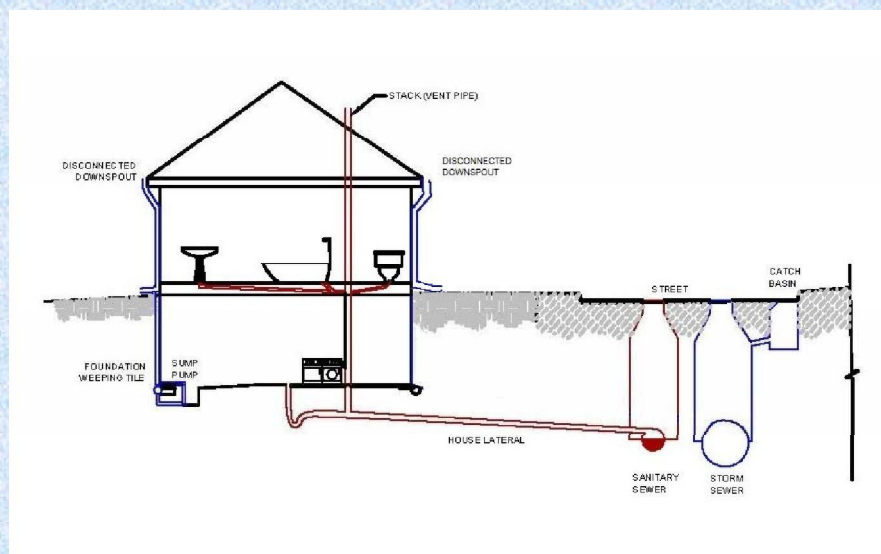 STACK (VENT PIPE)
DISCONNECTED
DOWNSPOUT
DISCONNECTED
DOWNSPOUT
STREET
CATCH
BASIN
FOUNDATION
WEEPING TILE
SUMP
PUMP
HOUSE LATERAL
SANITARY
SEWER
STORM
SEWER